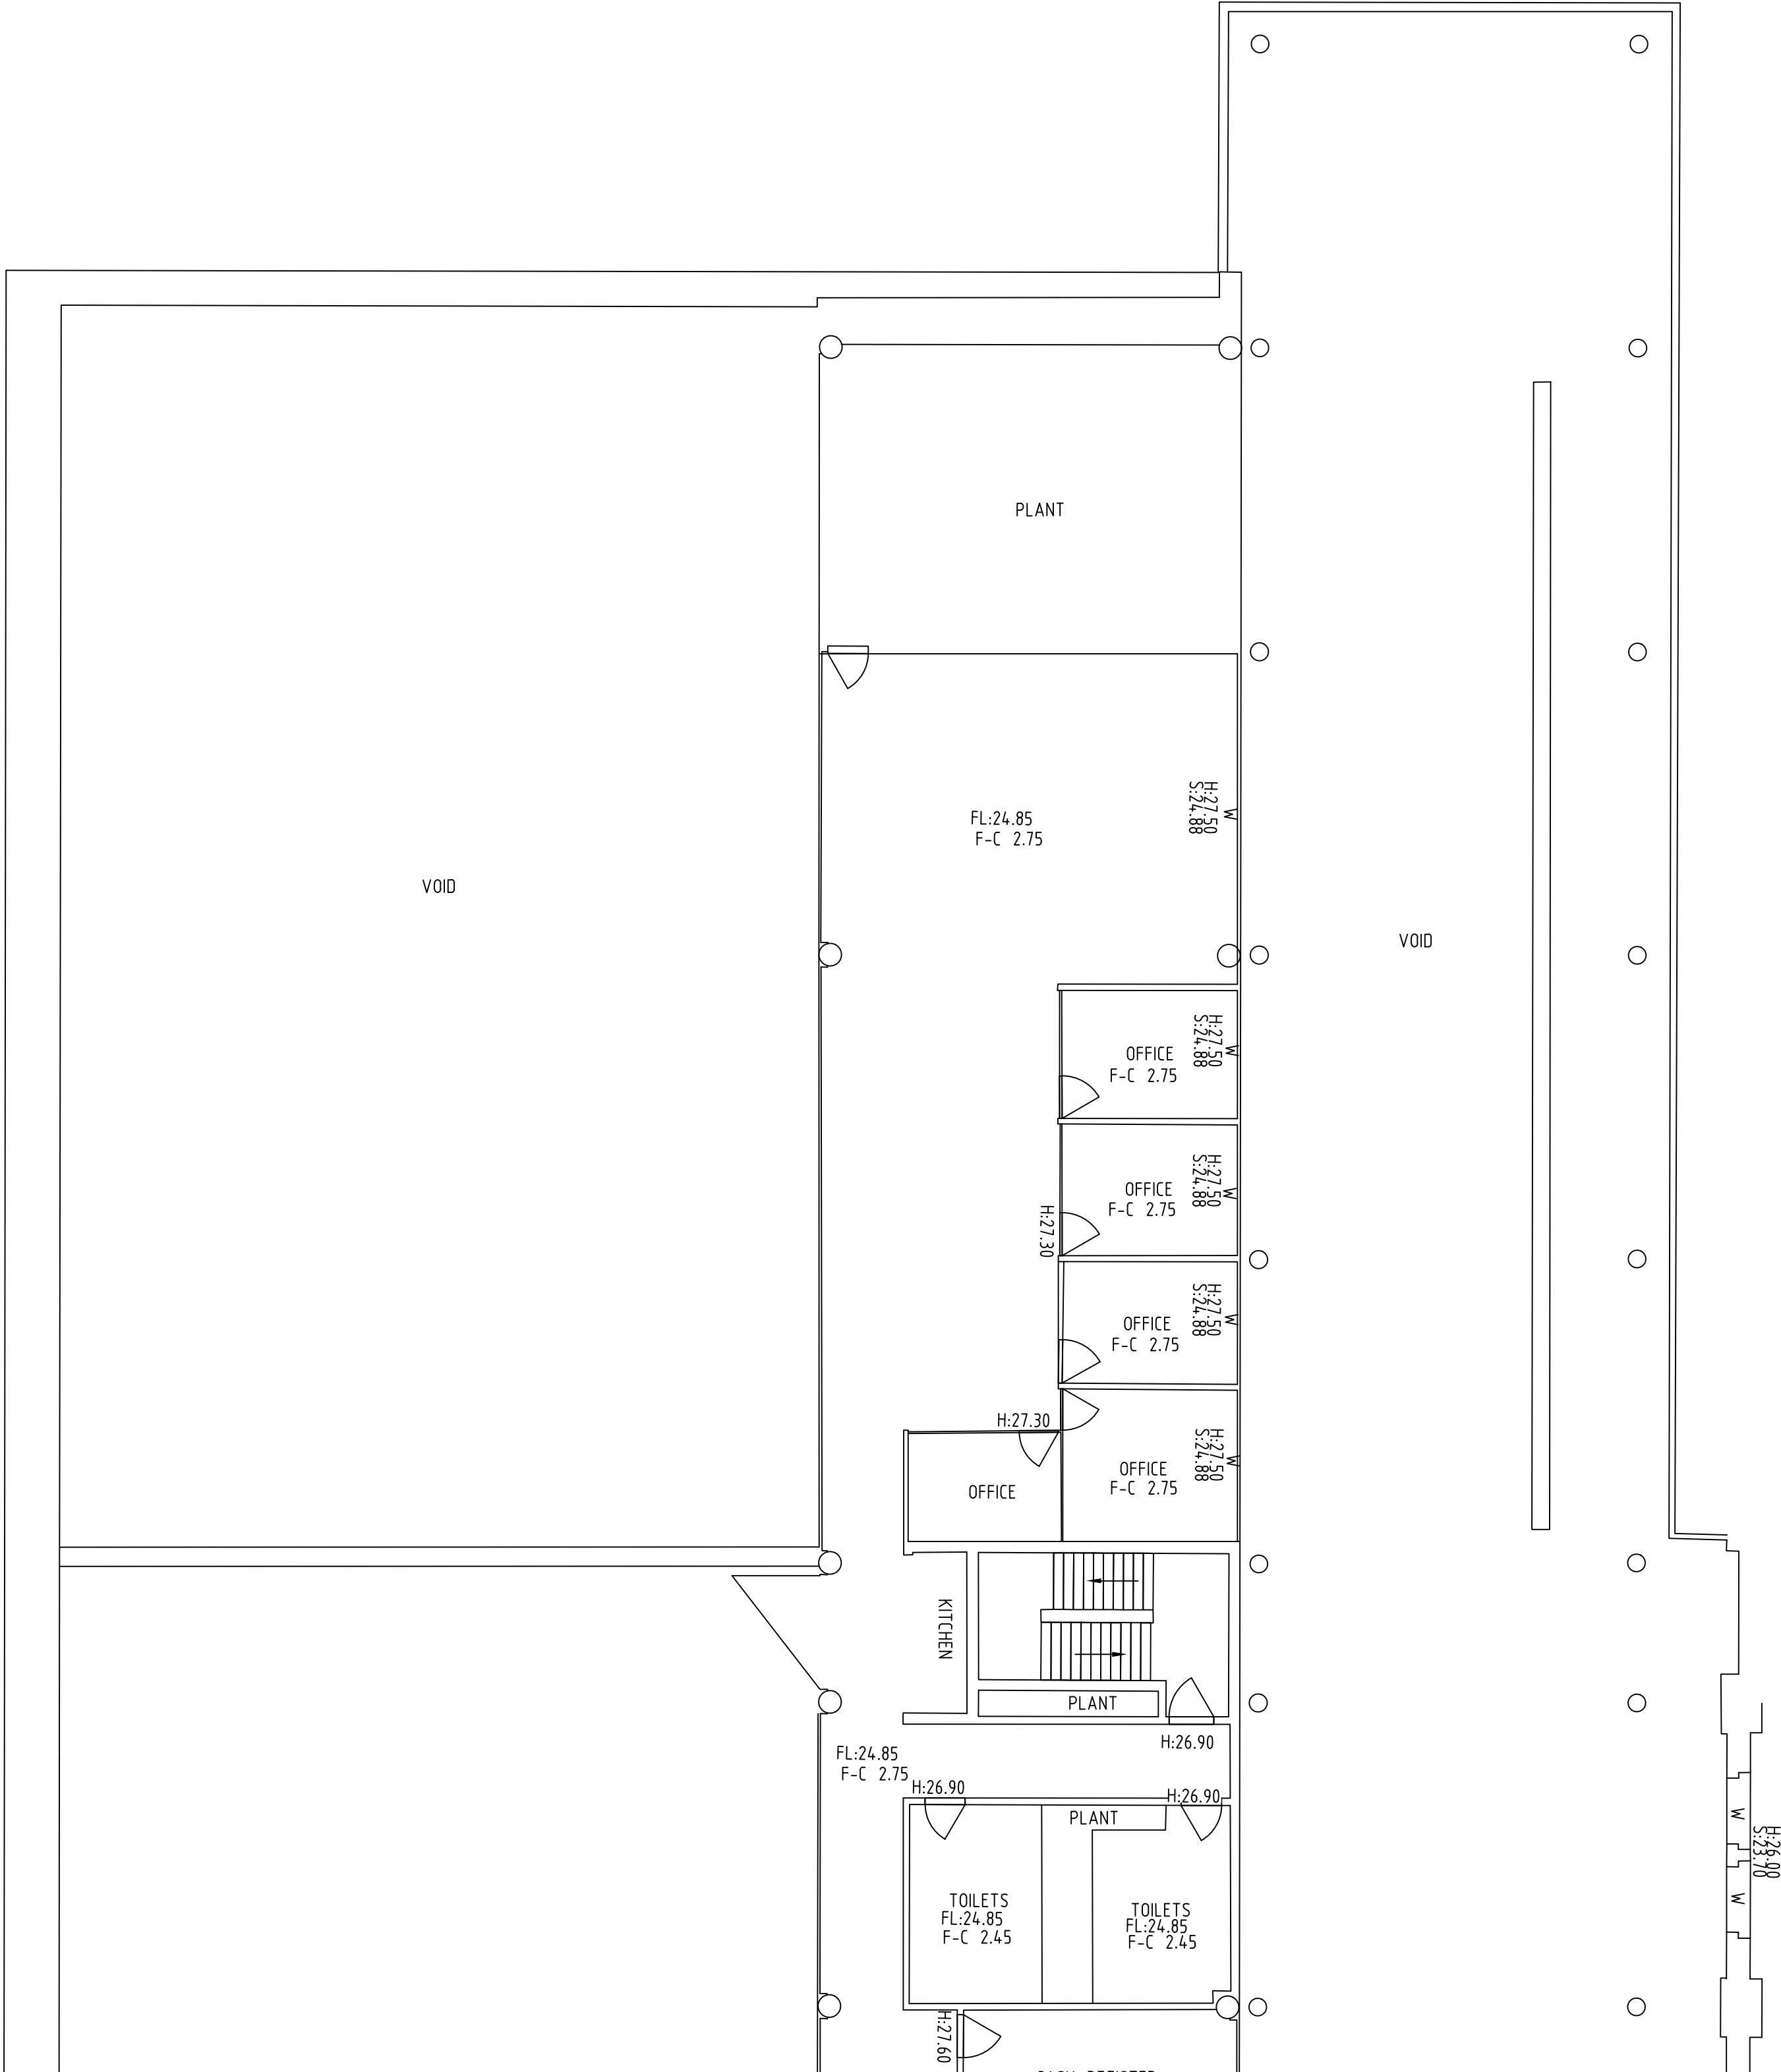 PLANT
H:27.50
S:24.88
W
FL:24.85
F-C 2.75
VOID
VOID
H:27.50
S:24.88
W
OFFICE
F-C 2.75
H:27.50
S:24.88
W
OFFICE
F-C 2.75
H:27.30
H:27.50
S:24.88
W
OFFICE
F-C 2.75
H:27.30
H:27.50
S:24.88
W
OFFICE
F-C 2.75
OFFICE
KITCHEN
PLANT
H:26.90
FL:24.85
F-C 2.75
H:26.90
H:26.90
PLANT
W
H:26.00
S:23.70
W
TOILETS
FL:24.85
F-C 2.45
TOILETS
FL:24.85
F-C 2.45
H:27.60